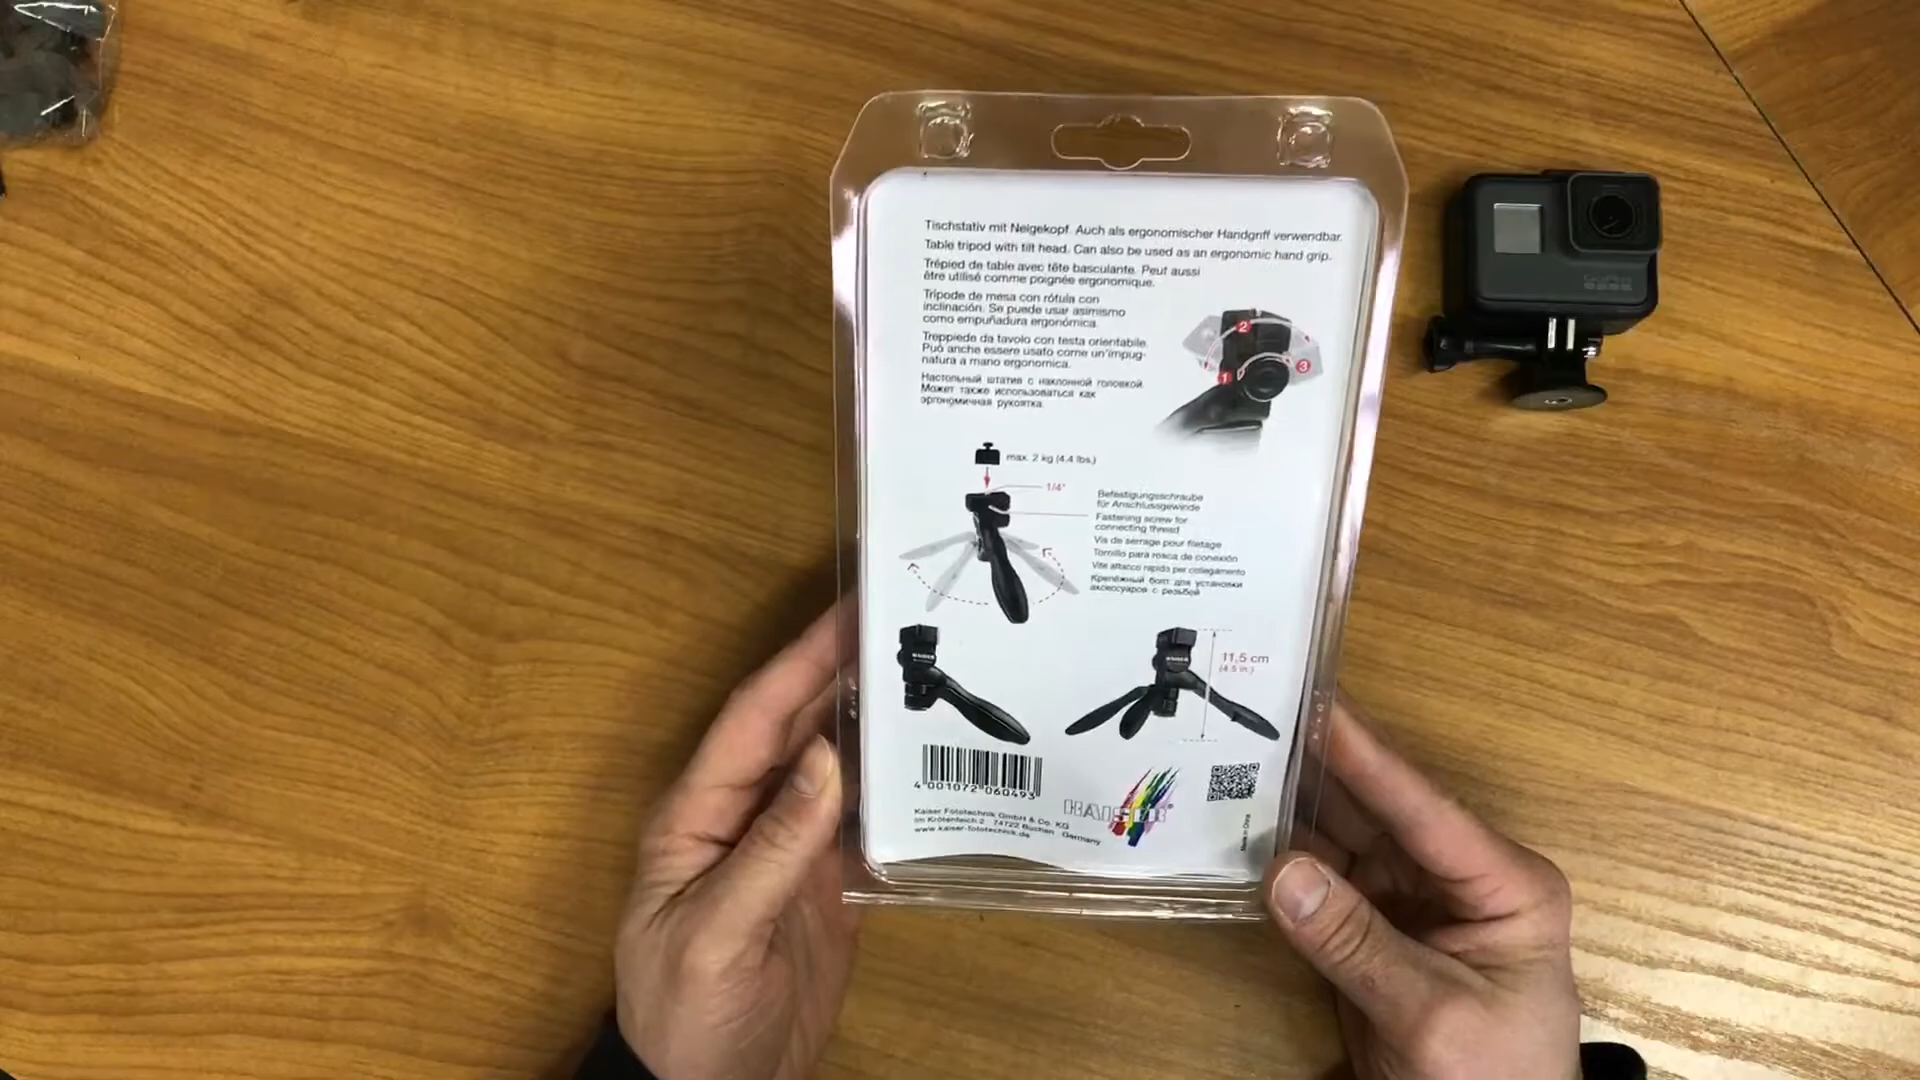 Tischstativ mit Neigekopf. Auch als ergonomischer Handgriff verwendbar.
Table tripod with tilt head. Can also be used as an ergonomic hand grip.
Trépied de table avec tête basculante. Peut aussi
être utilisé comme poignée ergonomique.
Trípode de mesa con rótula con
inclinación. Se puede usar asimismo
como empuñadura ergonómica.
Treppiede da tavolo con testa orientabile.
Può anche essere usato come un'impug-
natura a mano ergonomica.
Настольный штатив с наклонной головкой.
Может также использоваться как
эргономичная рукоятка.
2
1
3
max. 2 kg (4.4 lbs.)
1/4"
Befestigungsschraube
für Anschlussgewinde
Fastening screw for
connecting thread
Vis de serrage pour filetage
Tornillo para rosca de conexión
Vite attacco rapido per collegamento
Крепёжный болт для установки
аксессуаров с резьбой
KAISER
KAISER
11,5 cm
(4.5 in.)
4 001072 060493
KAISER®
Kaiser Fototechnik GmbH & Co. KG
Im Krötenteich 2 74722 Buchen Germany
www.kaiser-fototechnik.de
Made in China
GoPro